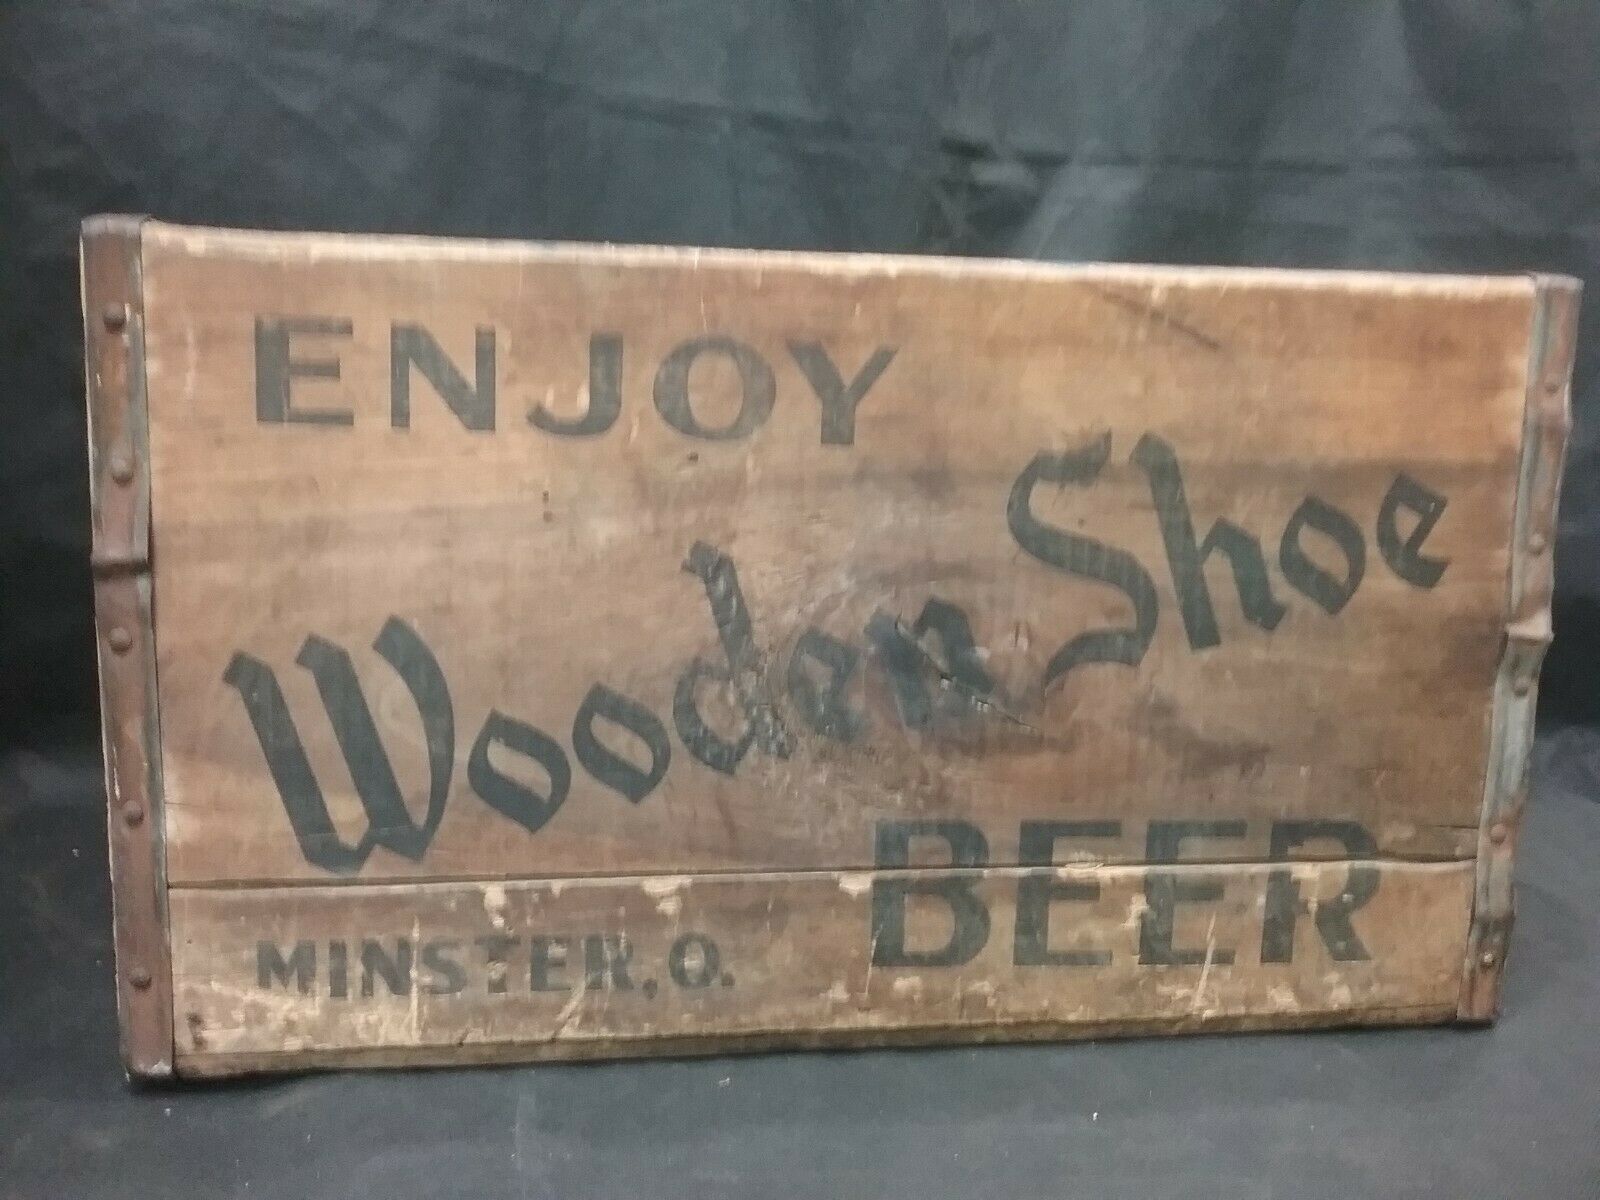 ENJOY
Wooden Shoe
BEER
MINSTER, O.